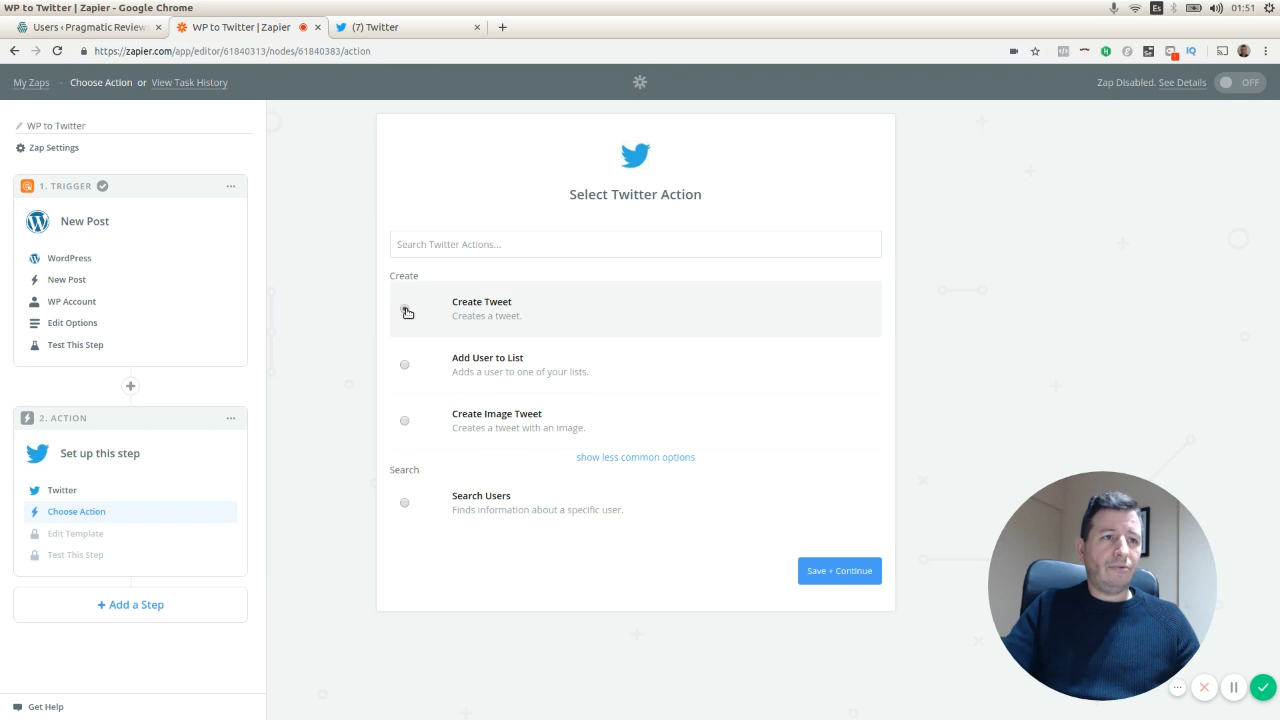 WP to Twitter | Zapier - Google Chrome
Es
01:51
Users ‹ Pragmatic Review
WP to Twitter | Zapier
(7) Twitter
https://zapier.com/app/editor/61840313/nodes/61840383/action
IQ
My Zaps
Choose Action or View Task History
Zap Disabled. See Details
OFF
WP to Twitter
Zap Settings
1. TRIGGER
New Post
WordPress
New Post
WP Account
Edit Options
Test This Step
2. ACTION
Set up this step
Twitter
Choose Action
Edit Template
Test This Step
+ Add a Step
Get Help
Select Twitter Action
Search Twitter Actions...
Create
Create Tweet
Creates a tweet.
Add User to List
Adds a user to one of your lists.
Create Image Tweet
Creates a tweet with an image.
show less common options
Search
Search Users
Finds information about a specific user.
Save + Continue